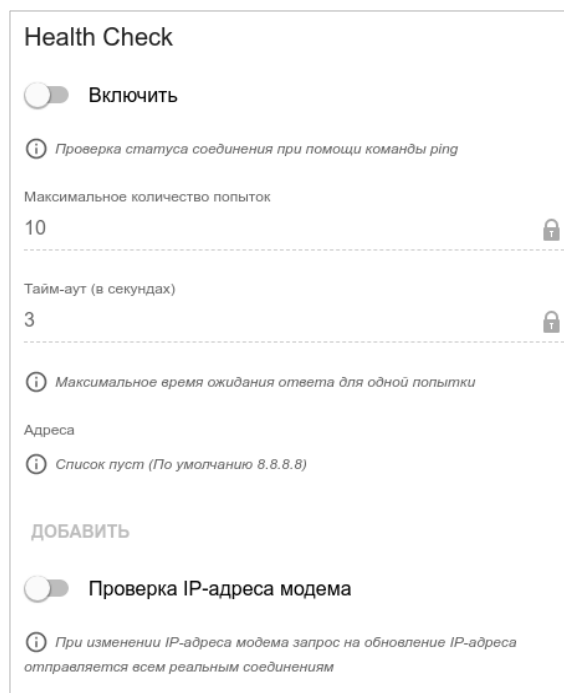 Health Check
Включить
Проверка статуса соединения при помощи команды ping
Максимальное количество попыток
10
Тайм-аут (в секундах)
3
Максимальное время ожидания ответа для одной попытки
Адреса
Список пуст (По умолчанию 8.8.8.8)
ДОБАВИТЬ
Проверка IP-адреса модема
При изменении IP-адреса модема запрос на обновление IP-адреса
отправляется всем реальным соединениям